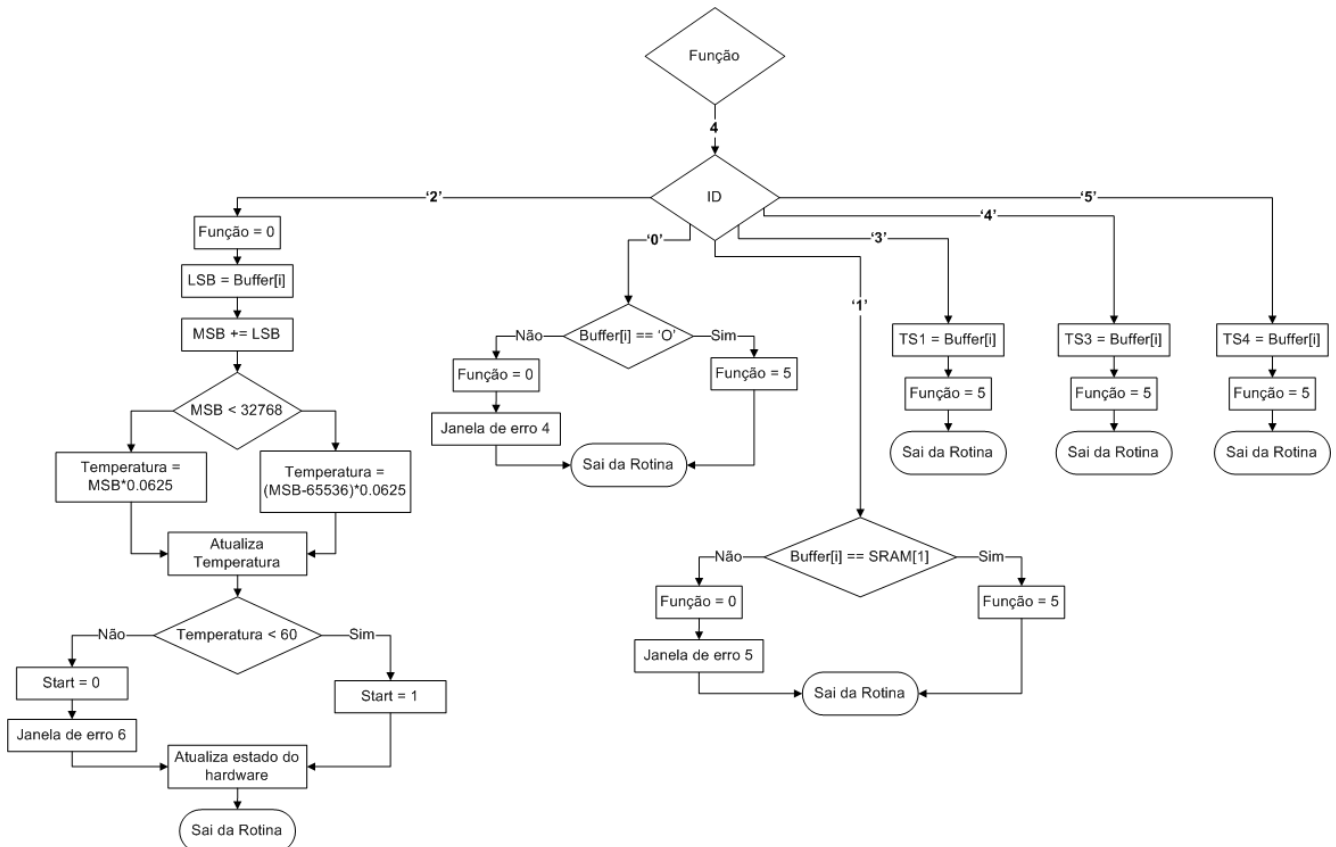 Função
4
ID
‘2’
‘5’
‘4’
‘3’
‘0’
‘1’
Função = 0
LSB = Buffer[i]
MSB += LSB
MSB < 32768
Temperatura =
MSB*0.0625
Temperatura =
(MSB-65536)*0.0625
Atualiza
Temperatura
Temperatura < 60
Não
Sim
Start = 0
Start = 1
Janela de erro 6
Atualiza estado do
hardware
Sai da Rotina
Buffer[i] == ‘O’
Não
Sim
Função = 0
Função = 5
Janela de erro 4
Sai da Rotina
Buffer[i] == SRAM[1]
Não
Sim
Função = 0
Função = 5
Janela de erro 5
Sai da Rotina
TS1 = Buffer[i]
Função = 5
Sai da Rotina
TS3 = Buffer[i]
Função = 5
Sai da Rotina
TS4 = Buffer[i]
Função = 5
Sai da Rotina